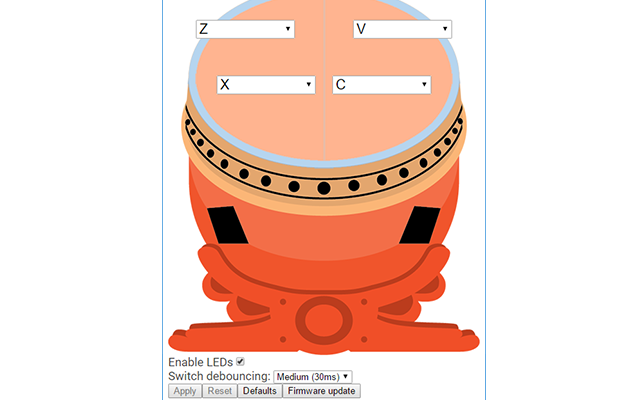 Z V
X C
Enable LEDs
Switch debouncing: Medium (30ms)
Apply Reset Defaults Firmware update